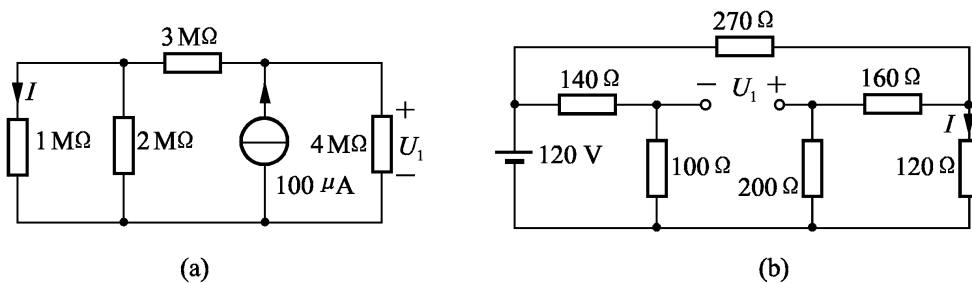 3 MΩ
I
1 MΩ
2 MΩ
100 μA
4 MΩ
+
U₁
−
(a)
270 Ω
140 Ω
− U₁ +
160 Ω
I
120 V
100 Ω
200 Ω
120 Ω
(b)